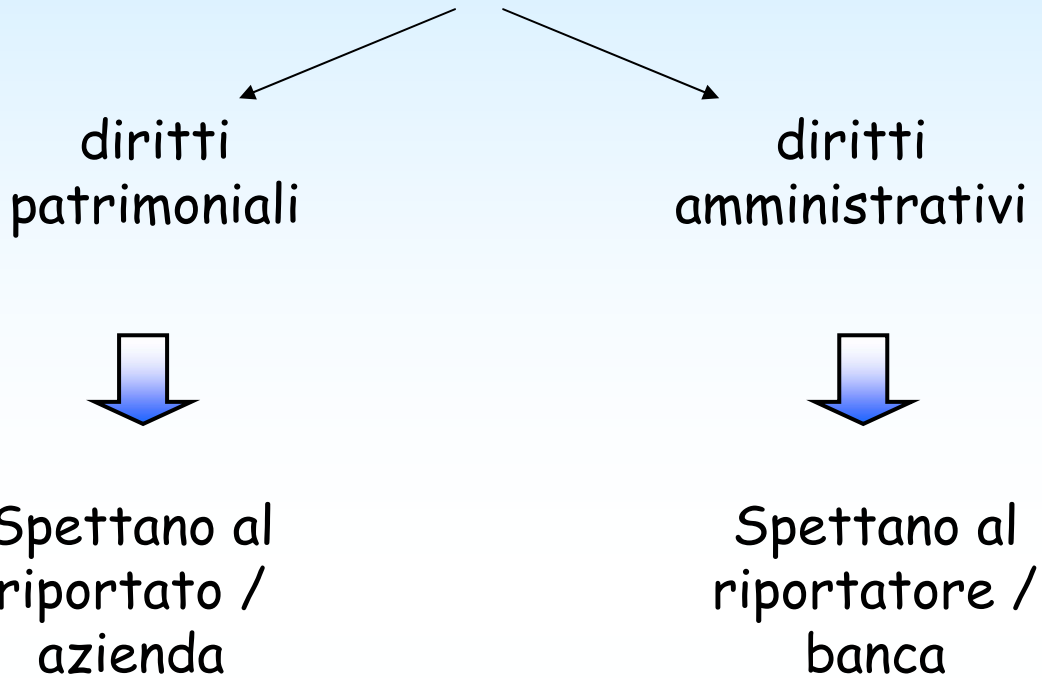 diritti
patrimoniali
diritti
amministrativi
Spettano al
riportato /
azienda
Spettano al
riportatore /
banca